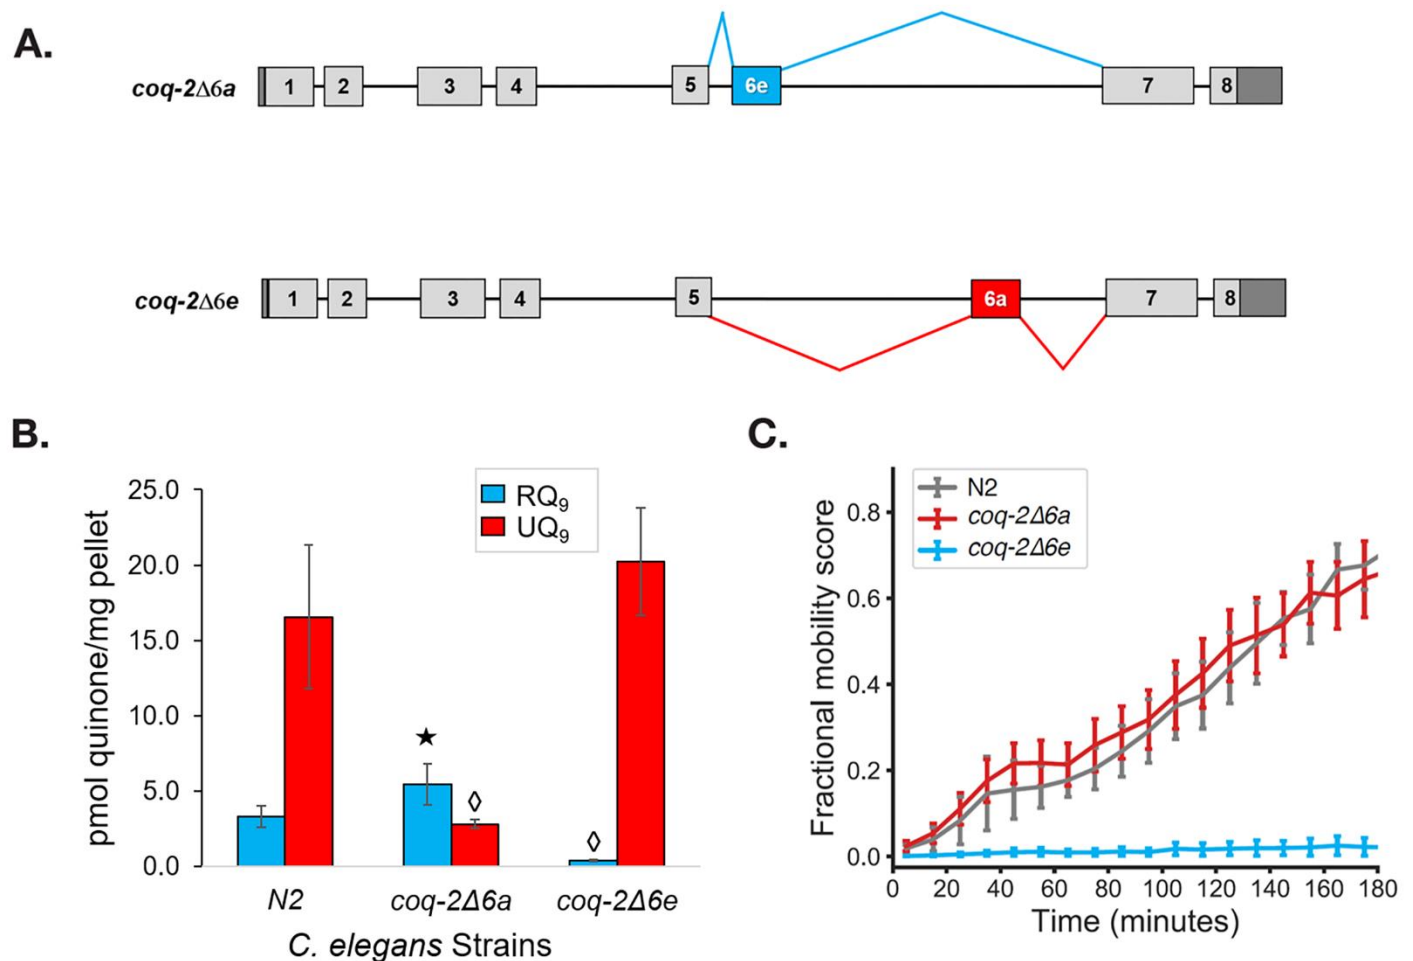 A.
coq-2Δ6a
1 2 3 4 5 6e 7 8
coq-2Δ6e
1 2 3 4 5 6a 7 8
B.
pmol quinone/mg pellet
25.0
20.0
15.0
10.0
5.0
0.0
RQ₉
UQ₉
N2 coq-2Δ6a coq-2Δ6e
C. elegans Strains
C.
Fractional mobility score
0.8
0.6
0.4
0.2
0.0
N2
coq-2Δ6a
coq-2Δ6e
0 20 40 60 80 100 120 140 160 180
Time (minutes)